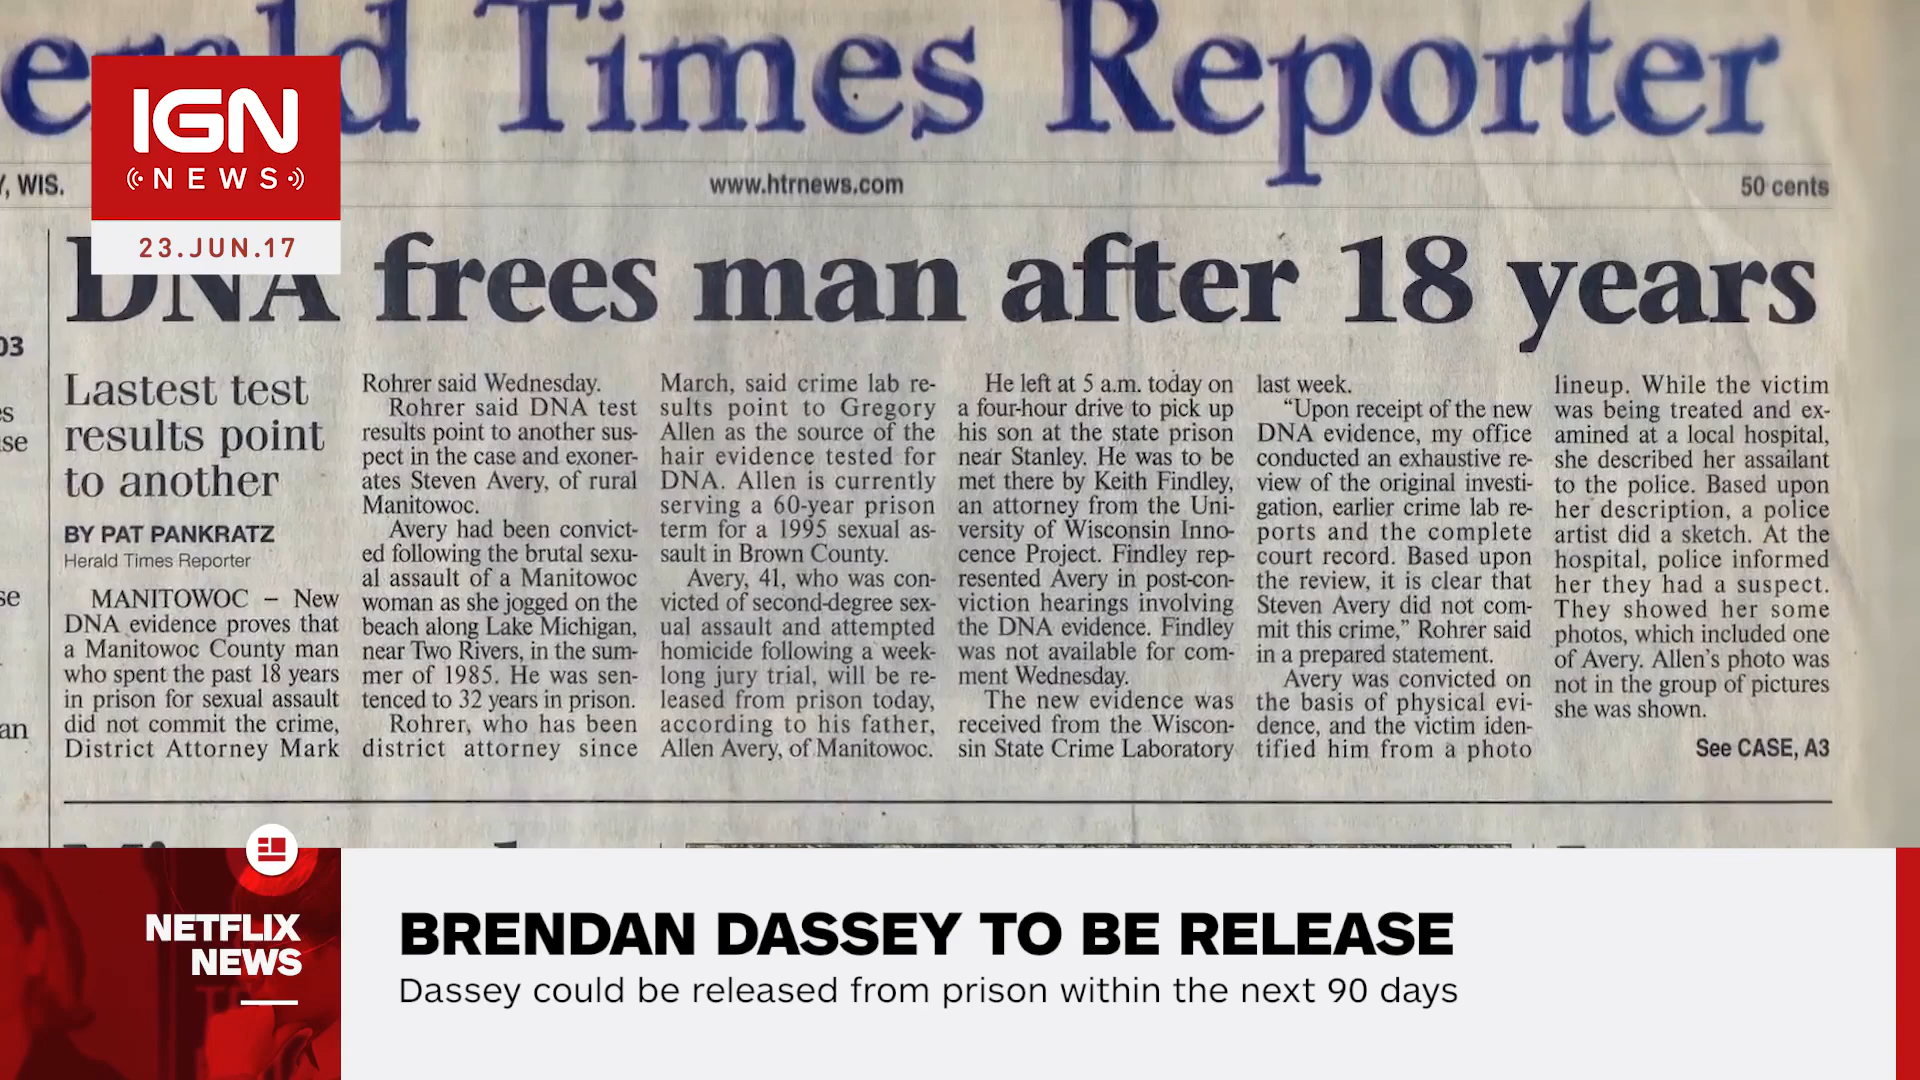 erald Times Reporter
IGN
NEWS
23.JUN.17
Y, WIS.
www.htrnews.com
50 cents
DNA frees man after 18 years
03
es
se
se
an
Lastest test
results point
to another
BY PAT PANKRATZ
Herald Times Reporter
MANITOWOC – New
DNA evidence proves that
a Manitowoc County man
who spent the past 18 years
in prison for sexual assault
did not commit the crime,
District Attorney Mark
Rohrer said Wednesday.
Rohrer said DNA test
results point to another sus-
pect in the case and exoner-
ates Steven Avery, of rural
Manitowoc.
Avery had been convict-
ed following the brutal sexu-
al assault of a Manitowoc
woman as she jogged on the
beach along Lake Michigan,
near Two Rivers, in the sum-
mer of 1985. He was sen-
tenced to 32 years in prison.
Rohrer, who has been
district attorney since
March, said crime lab re-
sults point to Gregory
Allen as the source of the
hair evidence tested for
DNA. Allen is currently
serving a 60-year prison
term for a 1995 sexual as-
sault in Brown County.
Avery, 41, who was con-
victed of second-degree sex-
ual assault and attempted
homicide following a week-
long jury trial, will be re-
leased from prison today,
according to his father,
Allen Avery, of Manitowoc.
He left at 5 a.m. today on
a four-hour drive to pick up
his son at the state prison
near Stanley. He was to be
met there by Keith Findley,
an attorney from the Uni-
versity of Wisconsin Inno-
cence Project. Findley rep-
resented Avery in post-con-
viction hearings involving
the DNA evidence. Findley
was not available for com-
ment Wednesday.
The new evidence was
received from the Wiscon-
sin State Crime Laboratory
last week.
“Upon receipt of the new
DNA evidence, my office
conducted an exhaustive re-
view of the original investi-
gation, earlier crime lab re-
ports and the complete
court record. Based upon
the review, it is clear that
Steven Avery did not com-
mit this crime,” Rohrer said
in a prepared statement.
Avery was convicted on
the basis of physical evi-
dence, and the victim iden-
tified him from a photo
lineup. While the victim
was being treated and ex-
amined at a local hospital,
she described her assailant
to the police. Based upon
her description, a police
artist did a sketch. At the
hospital, police informed
her they had a suspect.
They showed her some
photos, which included one
of Avery. Allen’s photo was
not in the group of pictures
she was shown.
See CASE, A3
NETFLIX
NEWS
BRENDAN DASSEY TO BE RELEASE
Dassey could be released from prison within the next 90 days